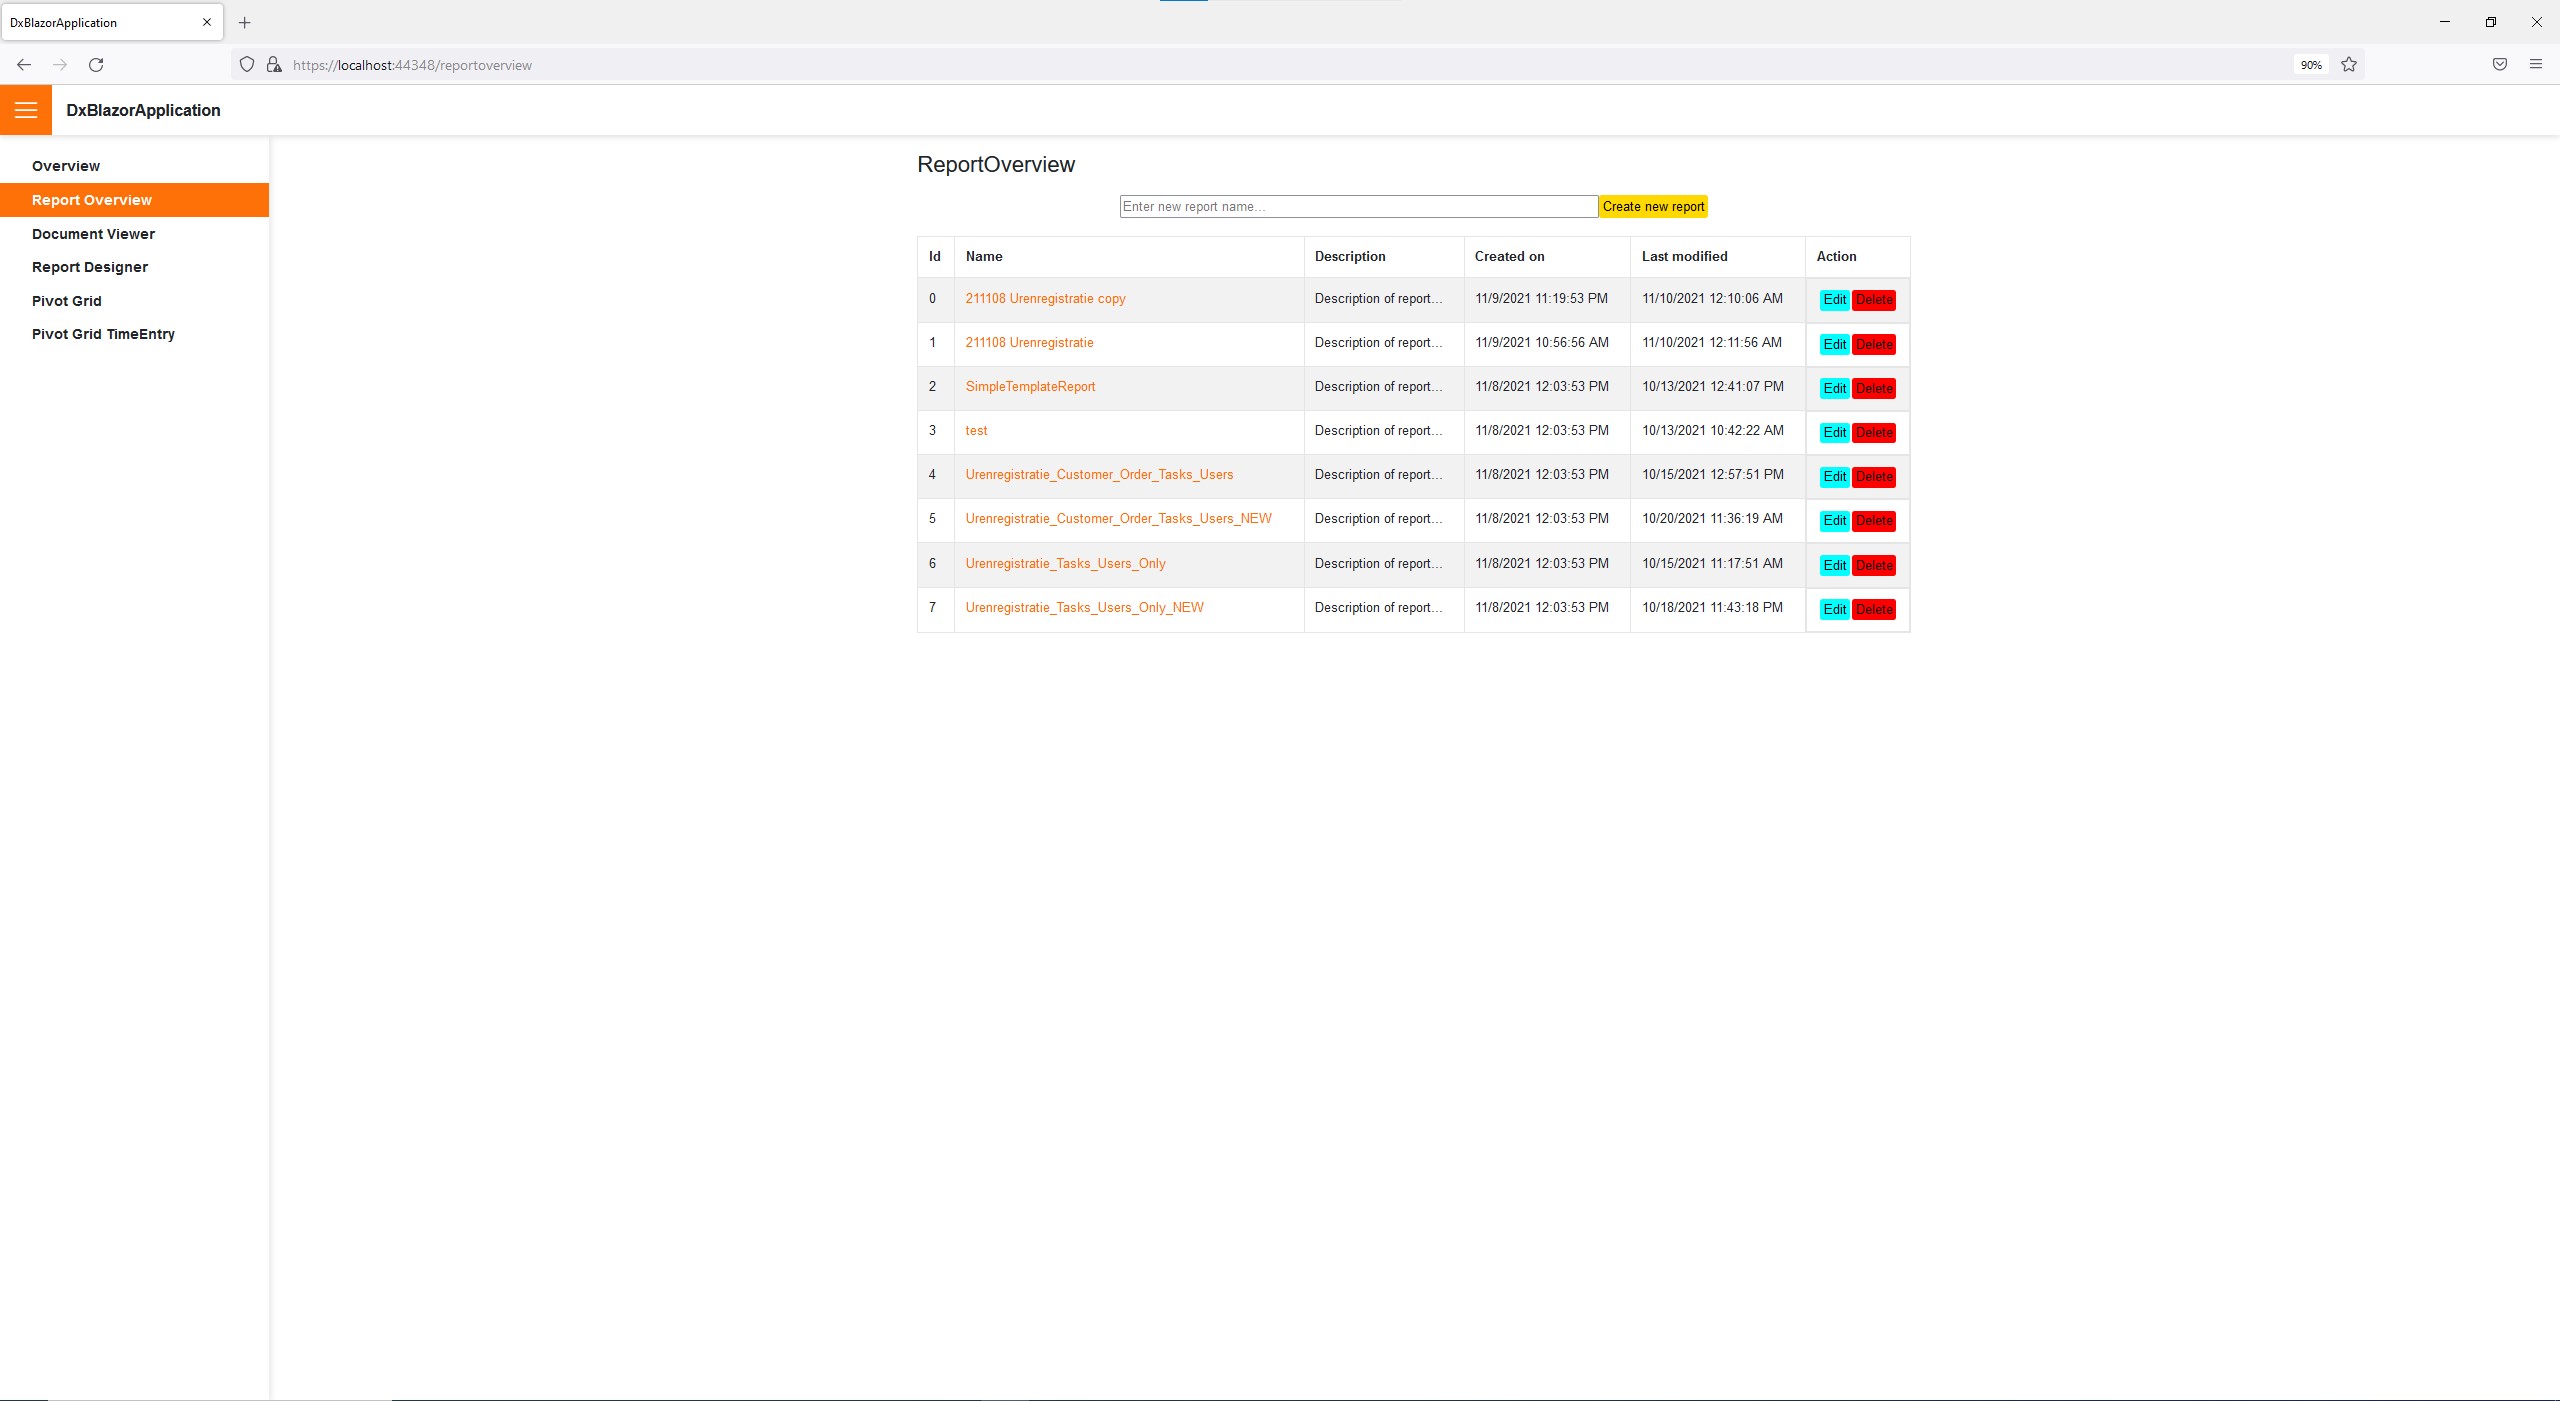 DxBlazorApplication
https://localhost:44348/reportoverview
90%
DxBlazorApplication
Overview
Report Overview
Document Viewer
Report Designer
Pivot Grid
Pivot Grid TimeEntry
ReportOverview
Enter new report name... Create new report
Id Name Description Created on Last modified Action
0 211108 Urenregistratie copy Description of report... 11/9/2021 11:19:53 PM 11/10/2021 12:10:06 AM Edit Delete
1 211108 Urenregistratie Description of report... 11/9/2021 10:56:56 AM 11/10/2021 12:11:56 AM Edit Delete
2 SimpleTemplateReport Description of report... 11/8/2021 12:03:53 PM 10/13/2021 12:41:07 PM Edit Delete
3 test Description of report... 11/8/2021 12:03:53 PM 10/13/2021 10:42:22 AM Edit Delete
4 Urenregistratie_Customer_Order_Tasks_Users Description of report... 11/8/2021 12:03:53 PM 10/15/2021 12:57:51 PM Edit Delete
5 Urenregistratie_Customer_Order_Tasks_Users_NEW Description of report... 11/8/2021 12:03:53 PM 10/20/2021 11:36:19 AM Edit Delete
6 Urenregistratie_Tasks_Users_Only Description of report... 11/8/2021 12:03:53 PM 10/15/2021 11:17:51 AM Edit Delete
7 Urenregistratie_Tasks_Users_Only_NEW Description of report... 11/8/2021 12:03:53 PM 10/18/2021 11:43:18 PM Edit Delete